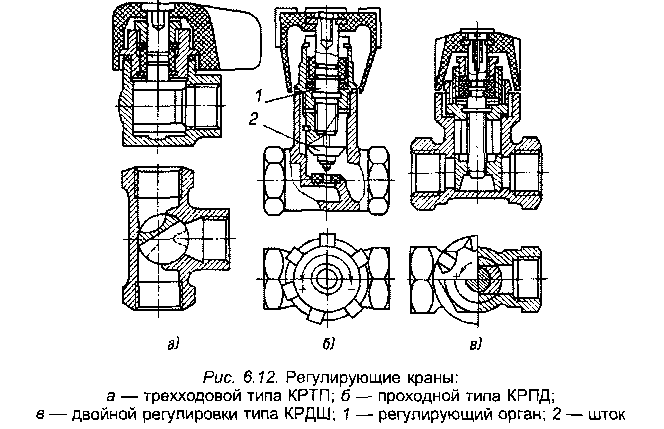 1
2
а)
б)
в)
Рис. 6.12. Регулирующие краны:
а — трехходовой типа КРТП; б — проходной типа КРПД;
в — двойной регулировки типа КРДШ; 1 — регулирующий орган; 2 — шток